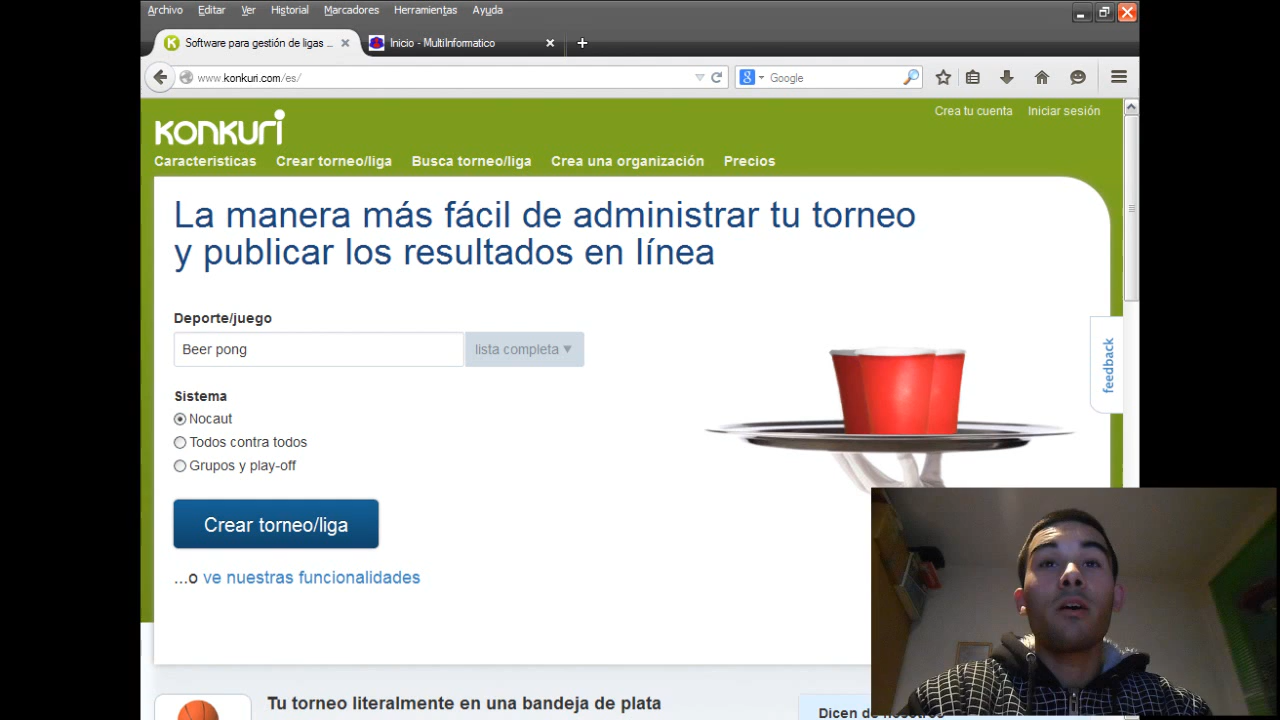 Archivo Editar Ver Historial Marcadores Herramientas Ayuda
Software para gestión de ligas ... Inicio - MultiInformatico
www.konkuri.com/es/ Google
Crea tu cuenta Iniciar sesión
KONKURI
Caracteristicas Crear torneo/liga Busca torneo/liga Crea una organización Precios
La manera más fácil de administrar tu torneo
y publicar los resultados en línea
Deporte/juego
Beer pong lista completa
feedback
Sistema
Nocaut
Todos contra todos
Grupos y play-off
Crear torneo/liga
...o ve nuestras funcionalidades
Tu torneo literalmente en una bandeja de plata
Dicen de nosotros